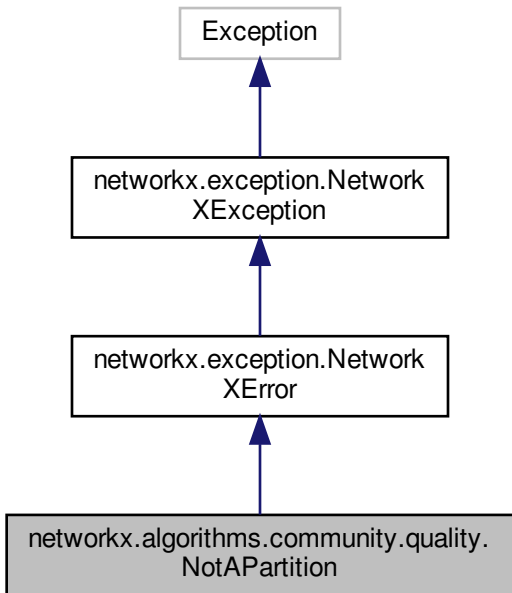 Exception
networkx.exception.Network
XException
networkx.exception.Network
XError
networkx.algorithms.community.quality.
NotAPartition